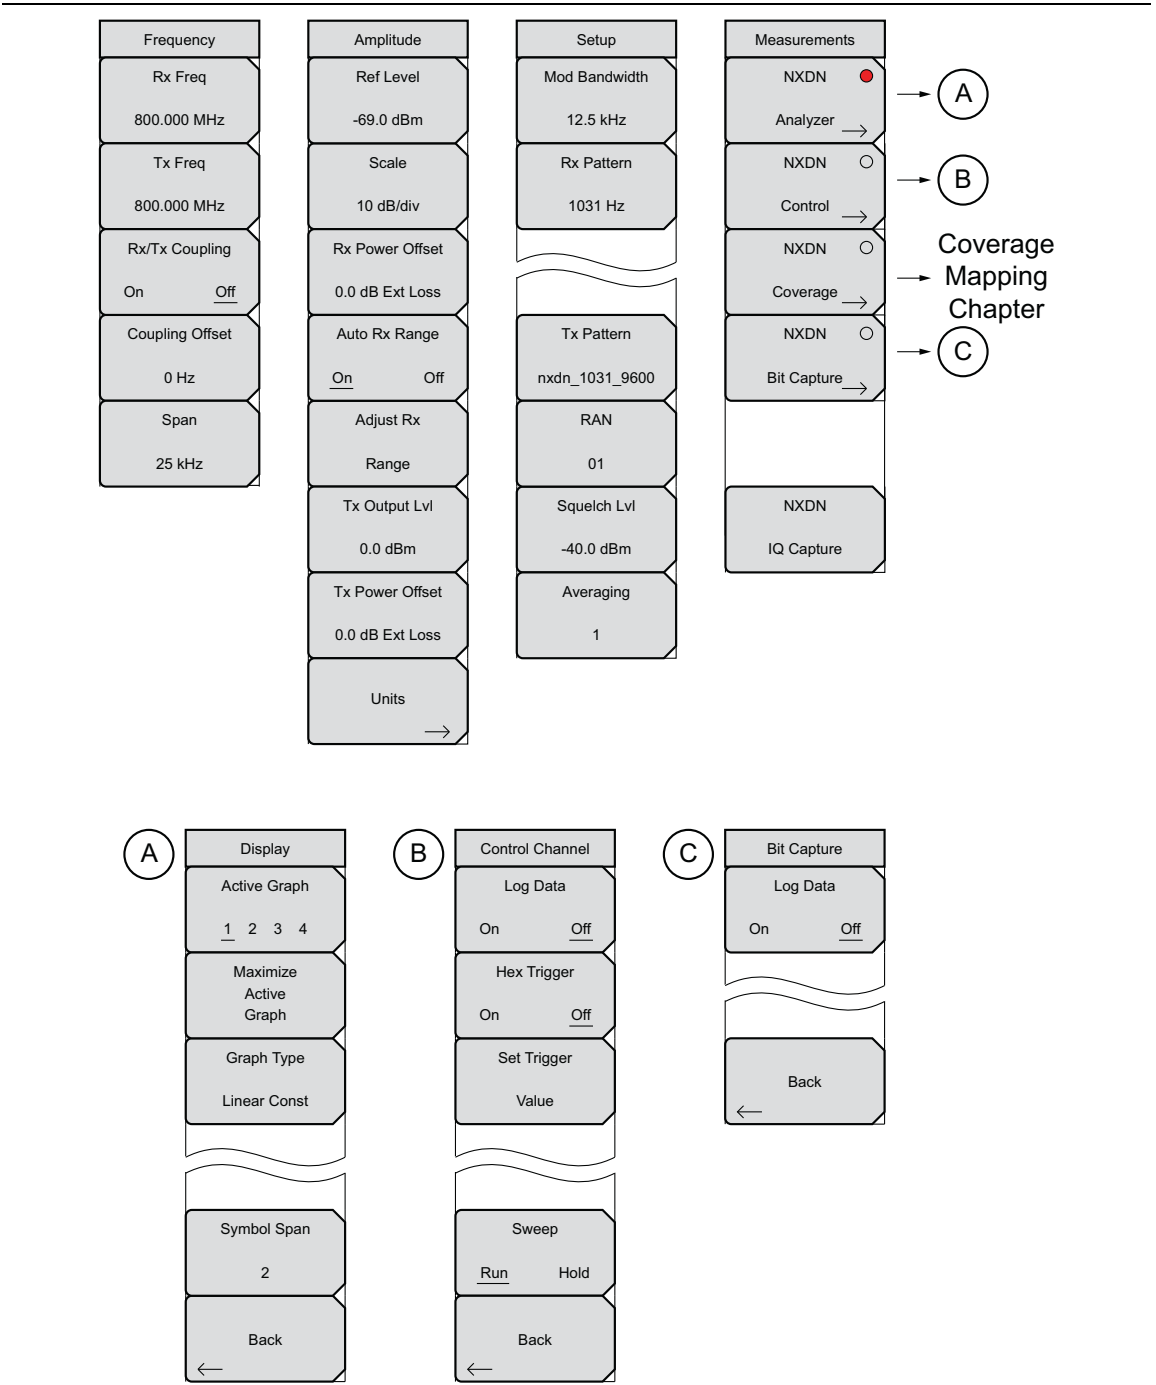 Frequency
Rx Freq
800.000 MHz
Tx Freq
800.000 MHz
Rx/Tx Coupling
On Off
Coupling Offset
0 Hz
Span
25 kHz
Amplitude
Ref Level
-69.0 dBm
Scale
10 dB/div
Rx Power Offset
0.0 dB Ext Loss
Auto Rx Range
On Off
Adjust Rx
Range
Tx Output Lvl
0.0 dBm
Tx Power Offset
0.0 dB Ext Loss
Units
Setup
Mod Bandwidth
12.5 kHz
Rx Pattern
1031 Hz
Tx Pattern
nxdn_1031_9600
RAN
01
Squelch Lvl
-40.0 dBm
Averaging
1
Measurements
NXDN
Analyzer
A
NXDN
Control
B
NXDN
Coverage
Coverage
Mapping
Chapter
NXDN
Bit Capture
C
NXDN
IQ Capture
A
Display
Active Graph
1 2 3 4
Maximize
Active
Graph
Graph Type
Linear Const
Symbol Span
2
Back
B
Control Channel
Log Data
On Off
Hex Trigger
On Off
Set Trigger
Value
Sweep
Run Hold
Back
C
Bit Capture
Log Data
On Off
Back